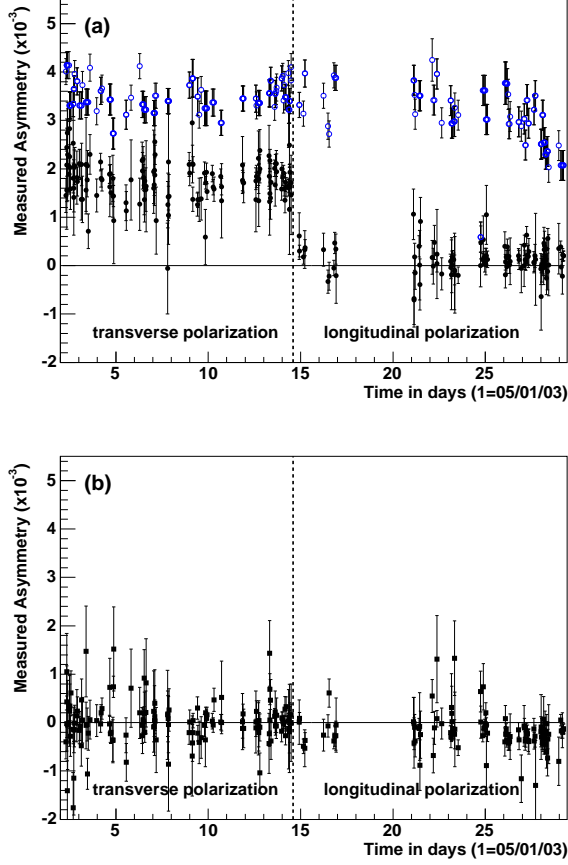 (a)
Measured Asymmetry (x10-3)
5
4
3
2
1
0
-1
-2
transverse polarization
longitudinal polarization
5 10 15 20 25
Time in days (1=05/01/03)
(b)
Measured Asymmetry (x10-3)
5
4
3
2
1
0
-1
-2
transverse polarization
longitudinal polarization
5 10 15 20 25
Time in days (1=05/01/03)